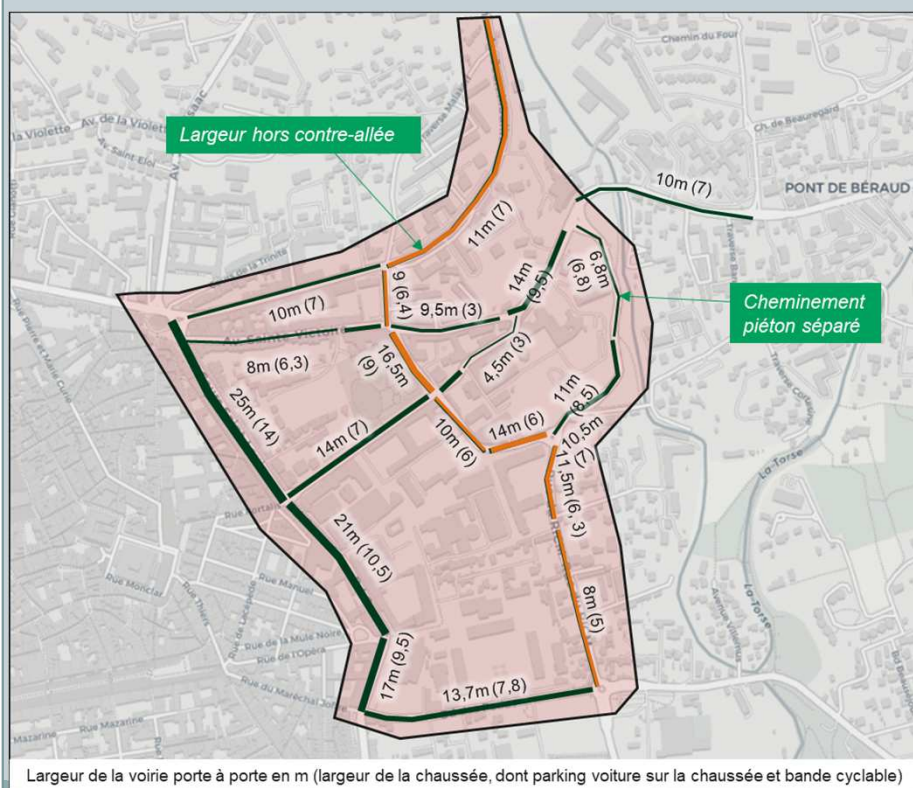 Chemin du Four
la Violette
Av. de la Violette
Av. Saint Eloi
Largeur hors contre-allée
Ch. de Beauregard
10m (7)
PONT DE BÉRAUD
11m (7)
14m
(9,5)
6,8m
(6,8)
9 (6,4)
9,5m (3)
10m (7)
Cheminement
piéton séparé
8m (6,3)
16,5m
(9)
4,5m (3)
25m (14)
14m (7)
10m (6)
14m (6)
11m
(8,5)
10,5m
(7)
11,5m (6,3)
La-Torse
21m (10,5)
8m (5)
Rue Manuel
Rue Monclar
Rue Thiers
Rue de la Mule Noire
Rue de l'Opéra
La-Torse
17m (9,5)
13,7m (7,8)
Rue Mazarine
Largeur de la voirie porte à porte en m (largeur de la chaussée, dont parking voiture sur la chaussée et bande cyclable)